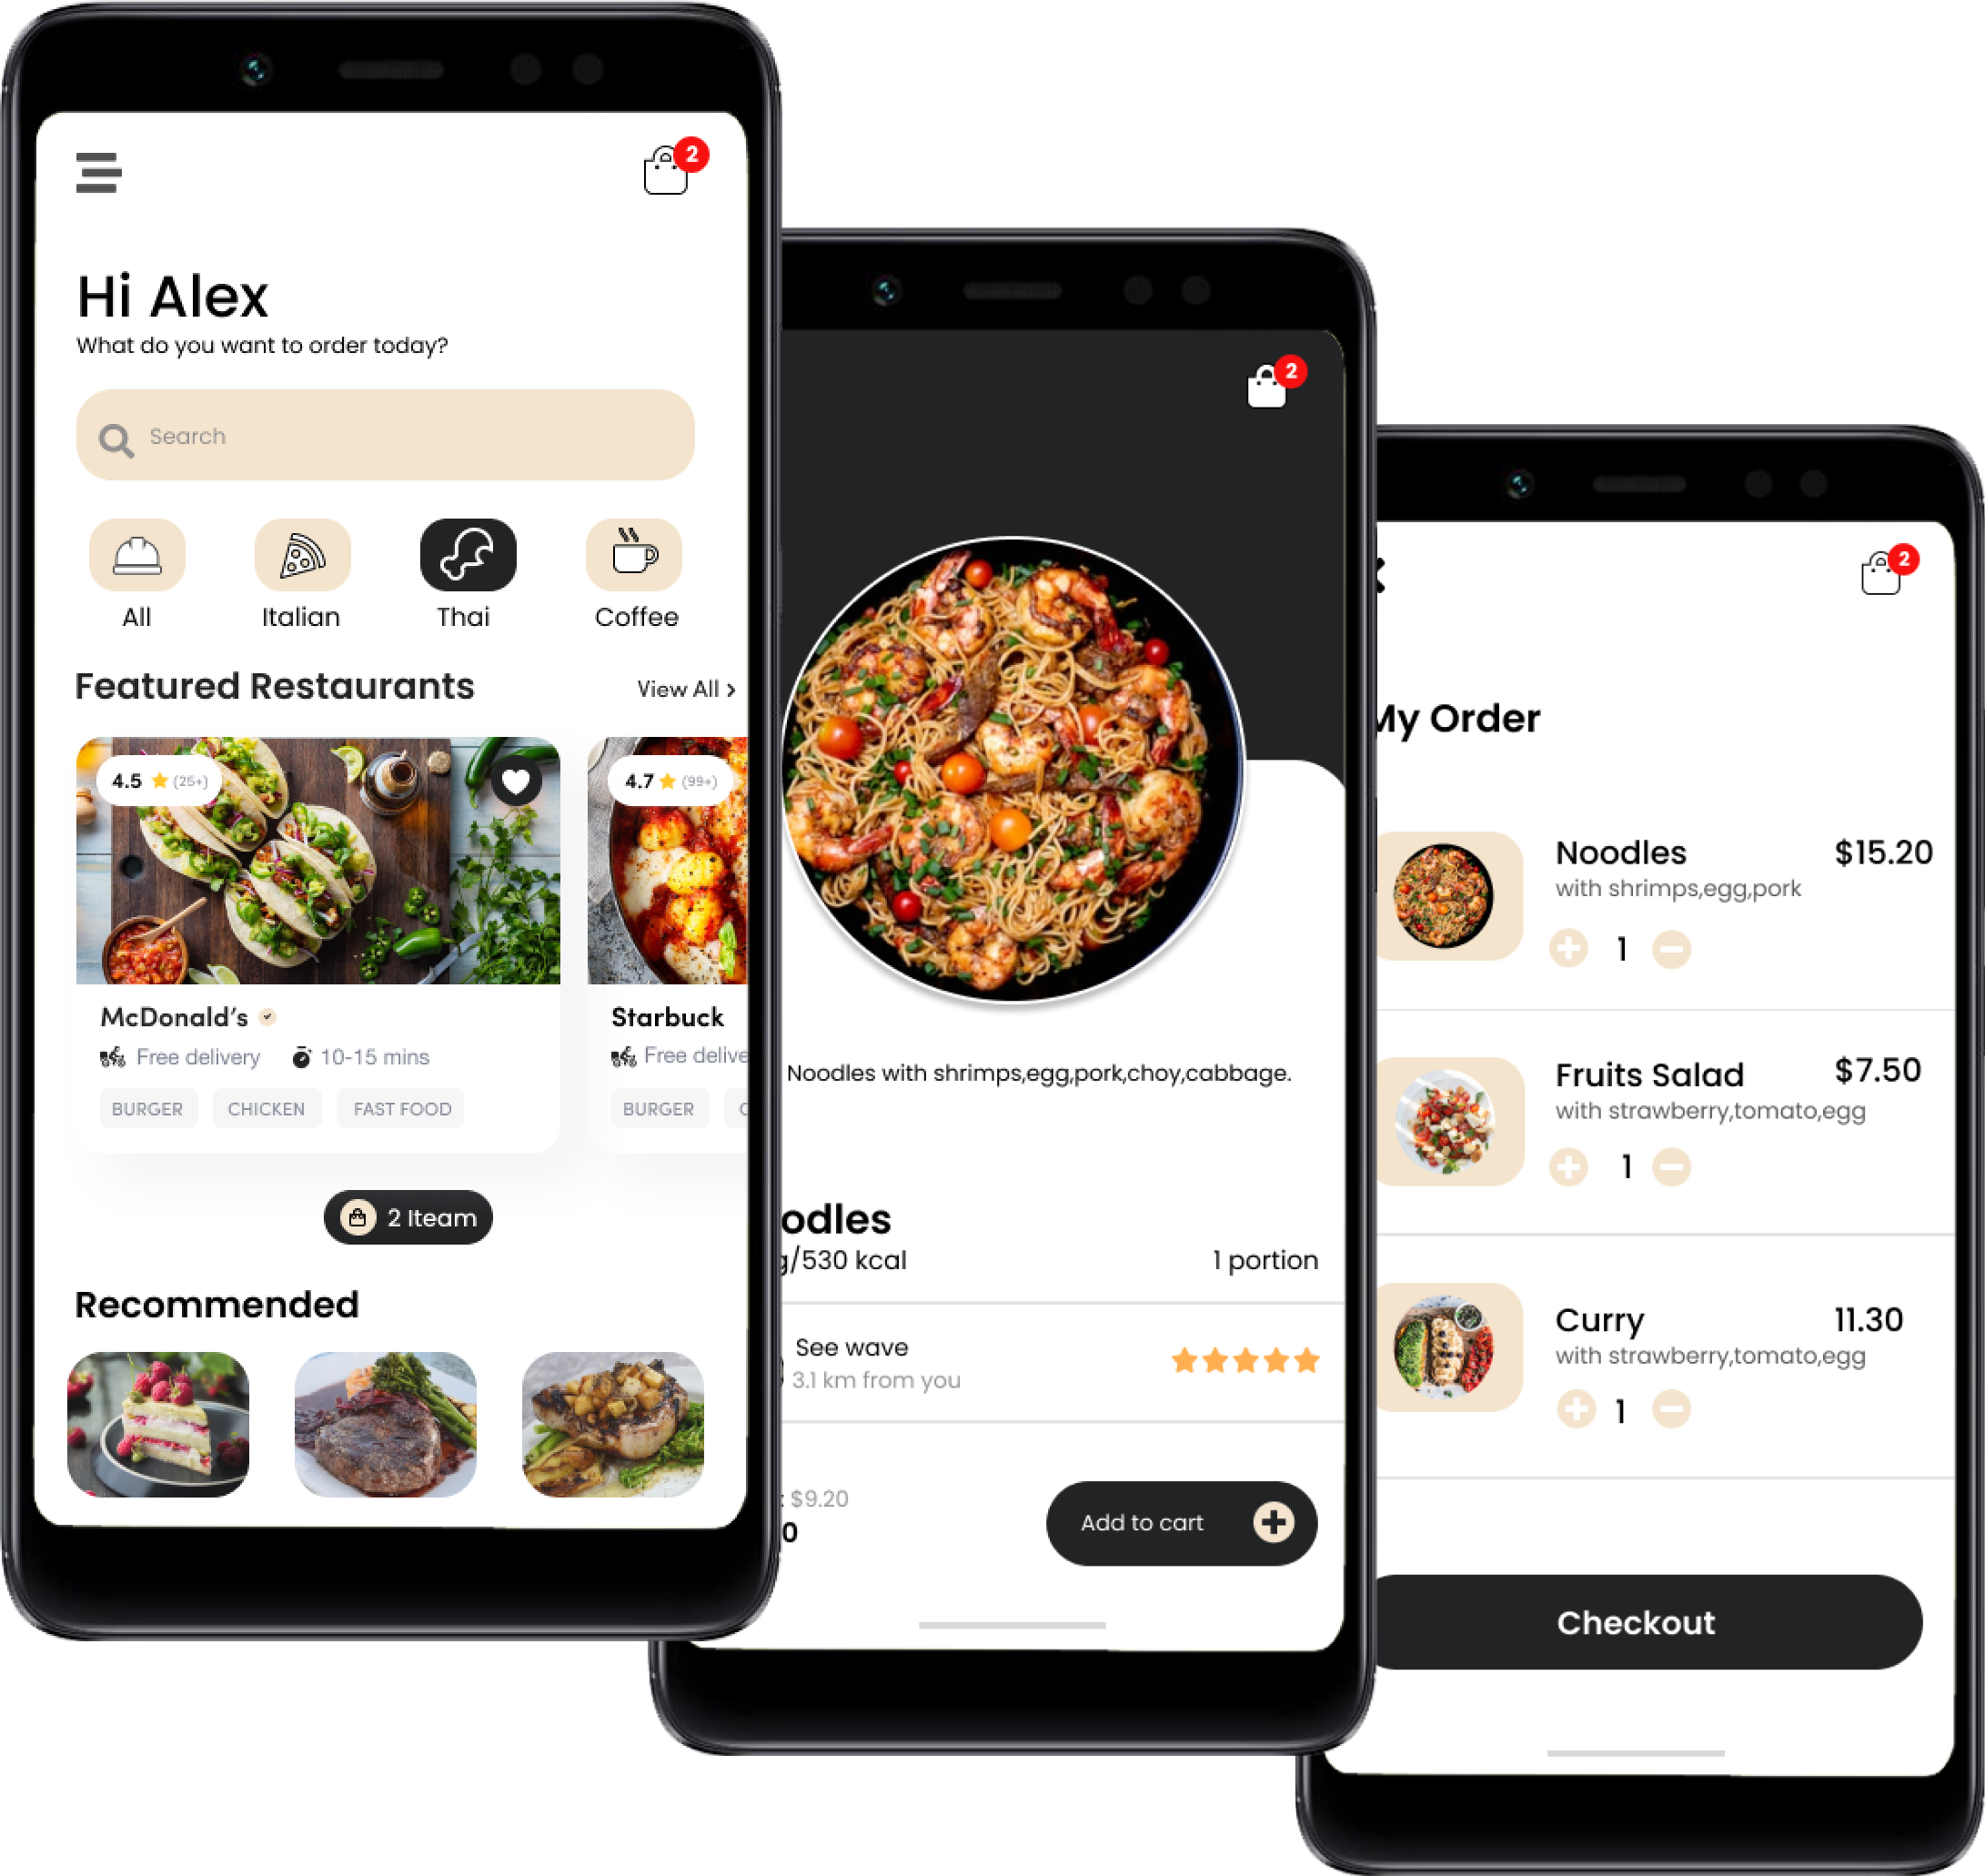 2
Hi Alex
What do you want to order today?
Search
All Italian Thai Coffee
Featured Restaurants View All >
4.5 (25+) 4.7 (99+)
McDonald's Starbuck
Free delivery 10-15 mins Free delive
BURGER CHICKEN FAST FOOD BURGER C
2 Iteam
Recommended
2
Noodles with shrimps,egg,pork,choy,cabbage.
odles
g/530 kcal 1 portion
See wave
3.1 km from you
: $9.20
0
Add to cart
2
My Order
Noodles $15.20
with shrimps,egg,pork
1
Fruits Salad $7.50
with strawberry,tomato,egg
1
Curry 11.30
with strawberry,tomato,egg
1
Checkout